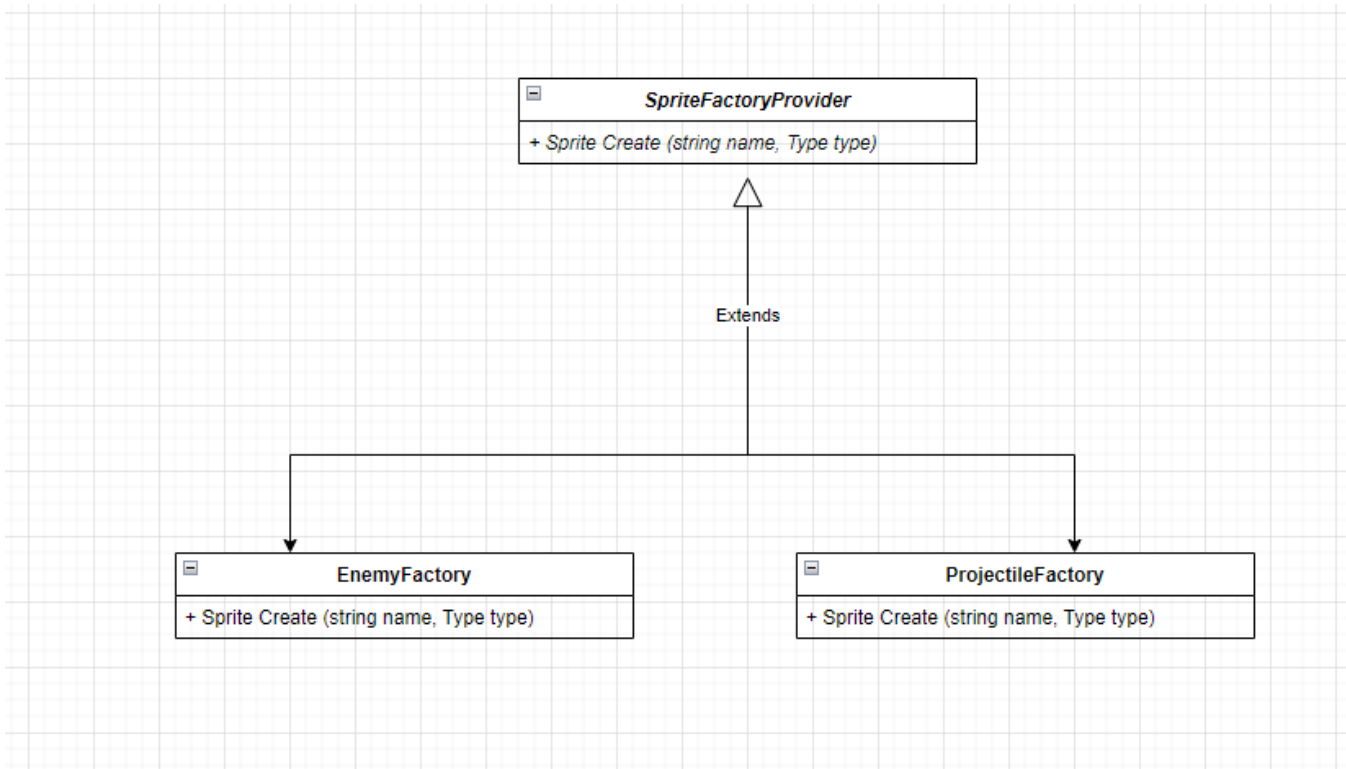 SpriteFactoryProvider
+ Sprite Create (string name, Type type)
Extends
EnemyFactory
+ Sprite Create (string name, Type type)
ProjectileFactory
+ Sprite Create (string name, Type type)